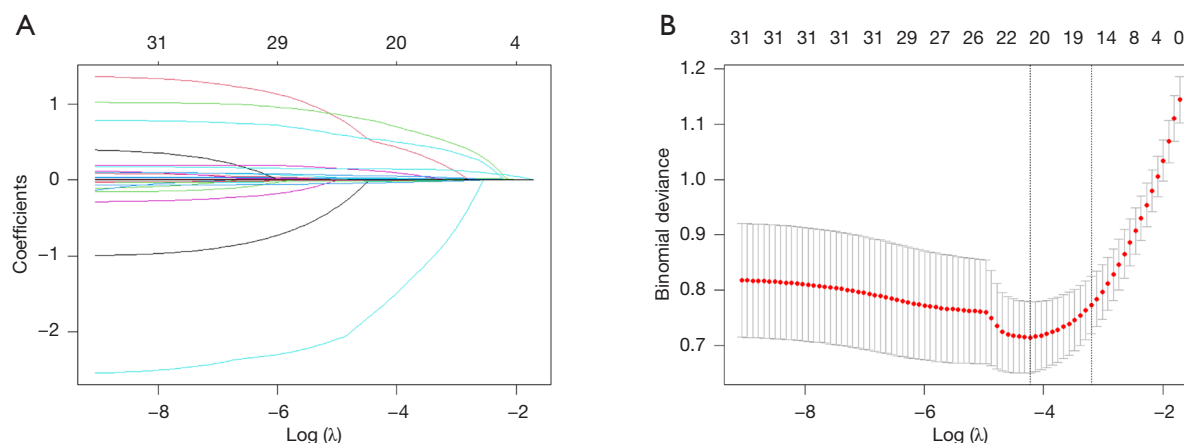 A
31 29 20 4
1
0
−1
−2
Coefficients
−8 −6 −4 −2
Log (λ)
B
31 31 31 31 31 29 27 26 22 20 19 14 8 4 0
1.2
1.1
1.0
0.9
0.8
0.7
Binomial deviance
−8 −6 −4 −2
Log (λ)